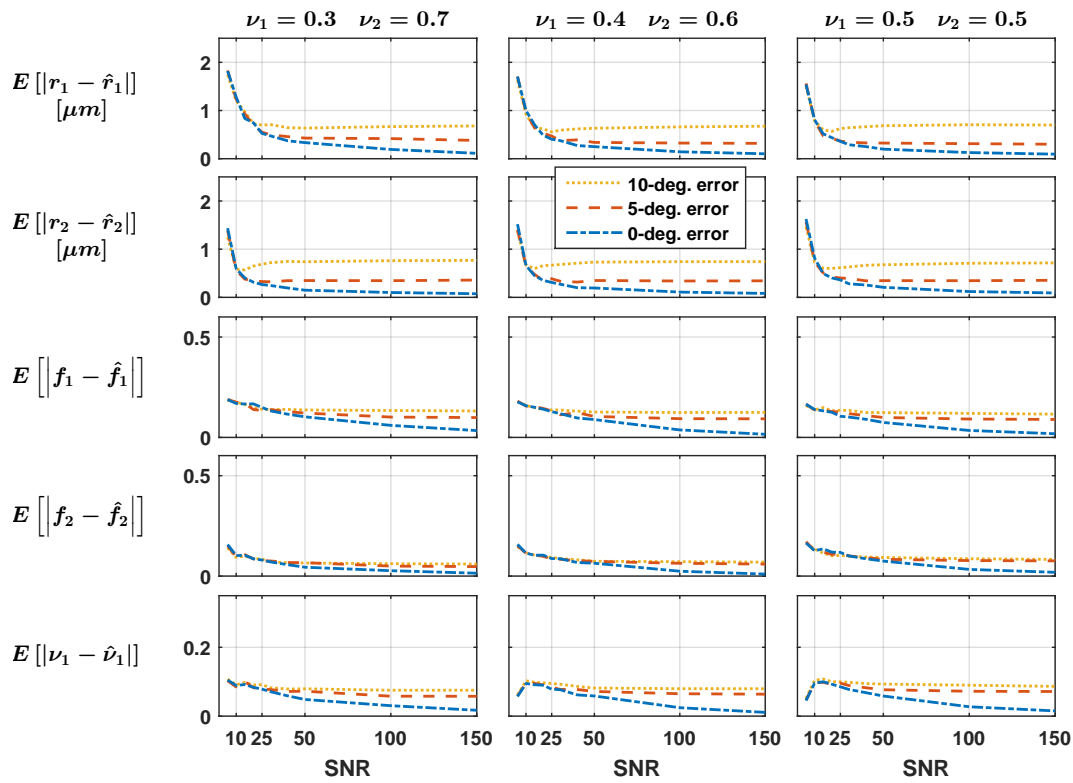 ν₁ = 0.3 ν₂ = 0.7
ν₁ = 0.4 ν₂ = 0.6
ν₁ = 0.5 ν₂ = 0.5
E [|r₁ − r̂₁|]
[μm]
2
1
0
E [|r₂ − r̂₂|]
[μm]
2
1
0
10-deg. error
5-deg. error
0-deg. error
E [|f₁ − f̂₁|]
0.5
0
E [|f₂ − f̂₂|]
0.5
0
E [|ν₁ − ν̂₁|]
0.2
0
10 25 50 100 150
10 25 50 100 150
10 25 50 100 150
SNR
SNR
SNR